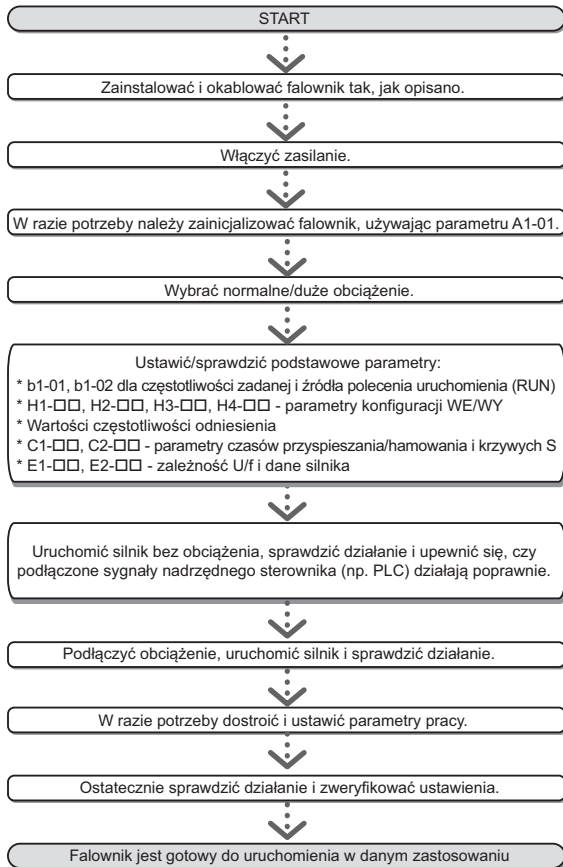 START
Zainstalować i okablować falownik tak, jak opisano.
Włączyć zasilanie.
W razie potrzeby należy zainicjalizować falownik, używając parametru A1-01.
Wybrać normalne/duże obciążenie.
Ustawić/sprawdzić podstawowe parametry:
* b1-01, b1-02 dla częstotliwości zadanej i źródła polecenia uruchomienia (RUN)
* H1-□□, H2-□□, H3-□□, H4-□□ - parametry konfiguracji WE/WY
* Wartości częstotliwości odniesienia
* C1-□□, C2-□□ - parametry czasów przyspieszania/hamowania i krzywych S
* E1-□□, E2-□□ - zależność U/f i dane silnika
Uruchomić silnik bez obciążenia, sprawdzić działanie i upewnić się, czy
podłączone sygnały nadrzędnego sterownika (np. PLC) działają poprawnie.
Podłączyć obciążenie, uruchomić silnik i sprawdzić działanie.
W razie potrzeby dostroić i ustawić parametry pracy.
Ostatecznie sprawdzić działanie i zweryfikować ustawienia.
Falownik jest gotowy do uruchomienia w danym zastosowaniu